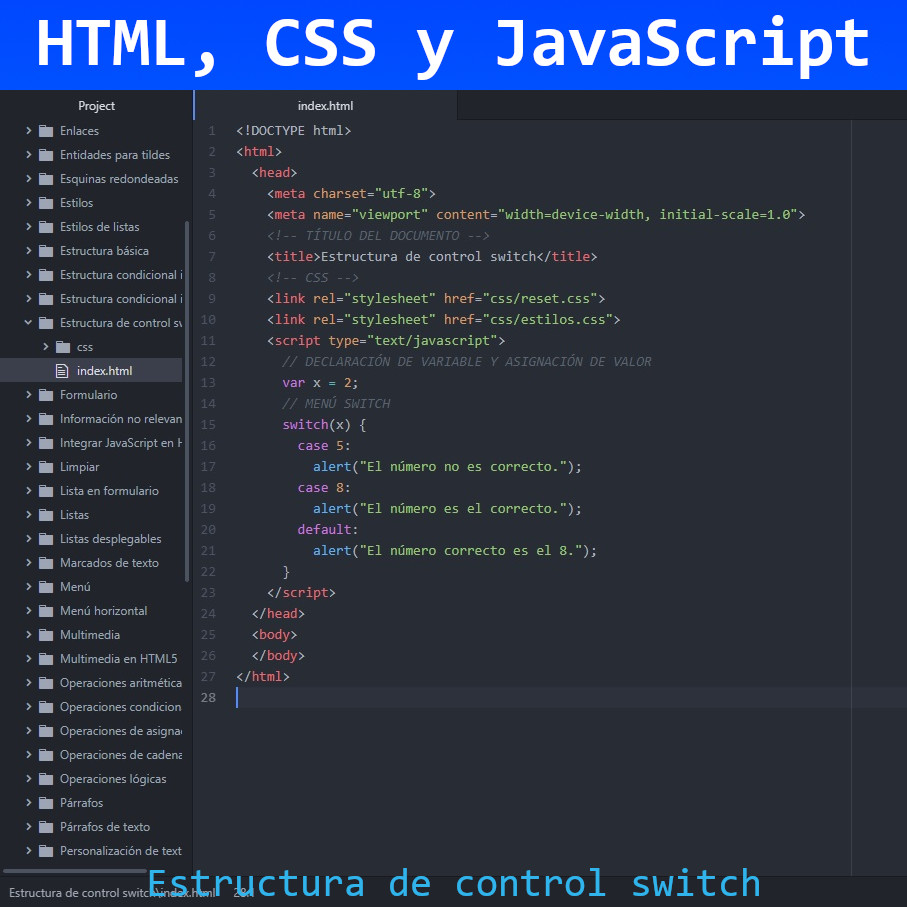 HTML, CSS y JavaScript
Project
index.html
Enlaces
Entidades para tildes
Esquinas redondeadas
Estilos
Estilos de listas
Estructura básica
Estructura condicional i
Estructura condicional i
Estructura de control sw
css
index.html
Formulario
Información no relevan
Integrar JavaScript en H
Limpiar
Lista en formulario
Listas
Listas desplegables
Marcados de texto
Menú
Menú horizontal
Multimedia
Multimedia en HTML5
Operaciones aritmética
Operaciones condicion
Operaciones de asigna
Operaciones de cadena
Operaciones lógicas
Párrafos
Párrafos de texto
Personalización de text
1 <!DOCTYPE html>
2 <html>
3 <head>
4 <meta charset="utf-8">
5 <meta name="viewport" content="width=device-width, initial-scale=1.0">
6 <!-- TÍTULO DEL DOCUMENTO -->
7 <title>Estructura de control switch</title>
8 <!-- CSS -->
9 <link rel="stylesheet" href="css/reset.css">
10 <link rel="stylesheet" href="css/estilos.css">
11 <script type="text/javascript">
12 // DECLARACIÓN DE VARIABLE Y ASIGNACIÓN DE VALOR
13 var x = 2;
14 // MENÚ SWITCH
15 switch(x) {
16 case 5:
17 alert("El número no es correcto.");
18 case 8:
19 alert("El número es el correcto.");
20 default:
21 alert("El número correcto es el 8.");
22 }
23 </script>
24 </head>
25 <body>
26 </body>
27 </html>
28
Estructura de control switch\index.html
Estructura de control switch